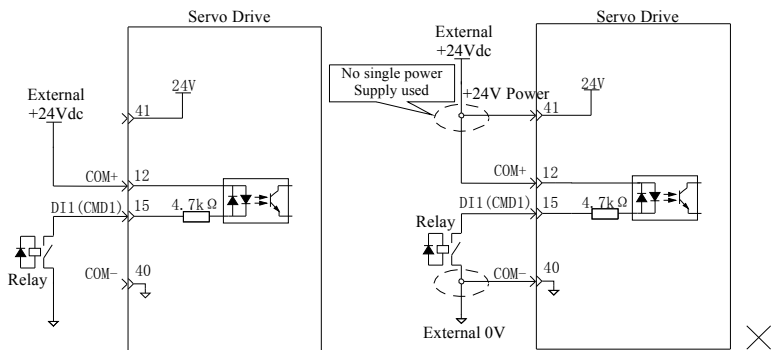 Servo Drive
External
+24Vdc
24V
41
COM+
12
DI1(CMD1)
15
4.7kΩ
Relay
COM-
40
Servo Drive
External
+24Vdc
No single power
Supply used
+24V Power
24V
41
COM+
12
DI1(CMD1)
15
4.7kΩ
Relay
COM-
40
External 0V